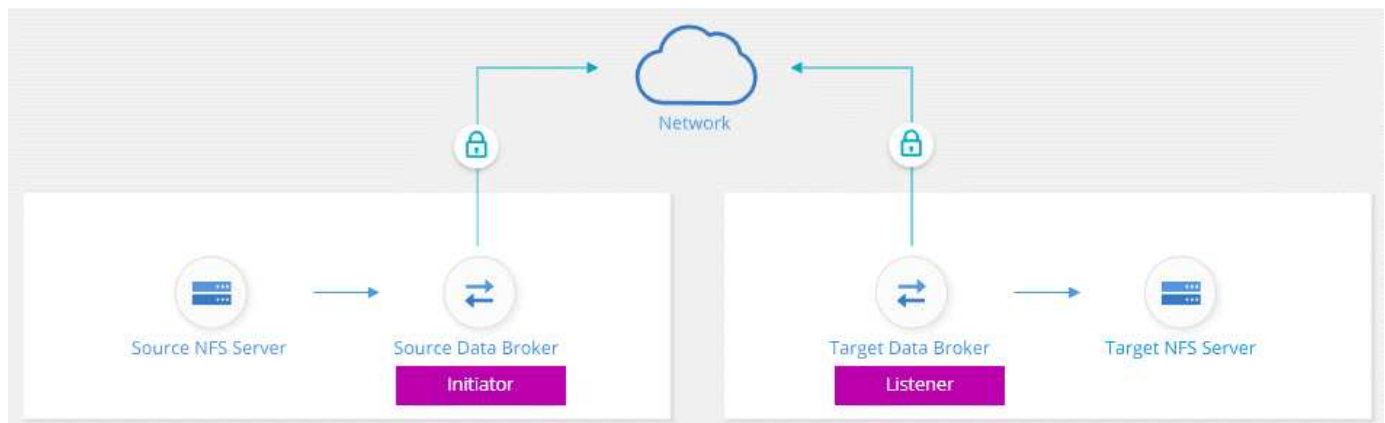 Network
Source NFS Server
Source Data Broker
Target Data Broker
Target NFS Server
Initiator
Listener